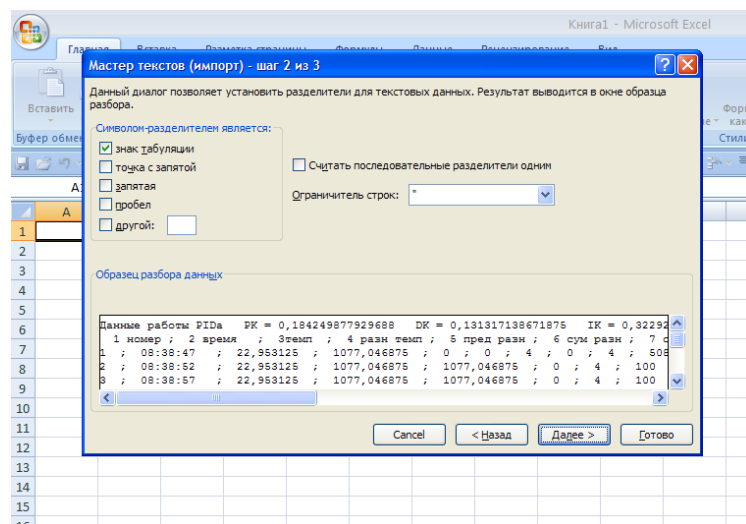 Книга1 - Microsoft Excel
Главная Вставка Разметка страницы Формулы Данные Рецензирование Вид
Мастер текстов (импорт) - шаг 2 из 3
Данный диалог позволяет установить разделители для текстовых данных. Результат выводится в окне образца
разбора.
Вставить
Буфер обмен
Символом-разделителем является:
знак табуляции
точка с запятой
запятая
пробел
другой:
Считать последовательные разделители одним
Ограничитель строк: "
Фор
как
Стили
A
1
2
3
4
5
6
7
8
9
10
11
12
13
14
15
Образец разбора данных
Данные работы PIDа PK = 0,184249877929688 DK = 0,131317138671875 IK = 0,32292
1 номер ; 2 время ; 3темп ; 4 разн темп ; 5 пред разн ; 6 сум разн ; 7 с
1 ; 08:38:47 ; 22,953125 ; 1077,046875 ; 0 ; 0 ; 4 ; 0 ; 4 ; 508
2 ; 08:38:52 ; 22,953125 ; 1077,046875 ; 1077,046875 ; 0 ; 4 ; 100
3 ; 08:38:57 ; 22,953125 ; 1077,046875 ; 1077,046875 ; 0 ; 4 ; 100
Cancel < Назад Далее > Готово